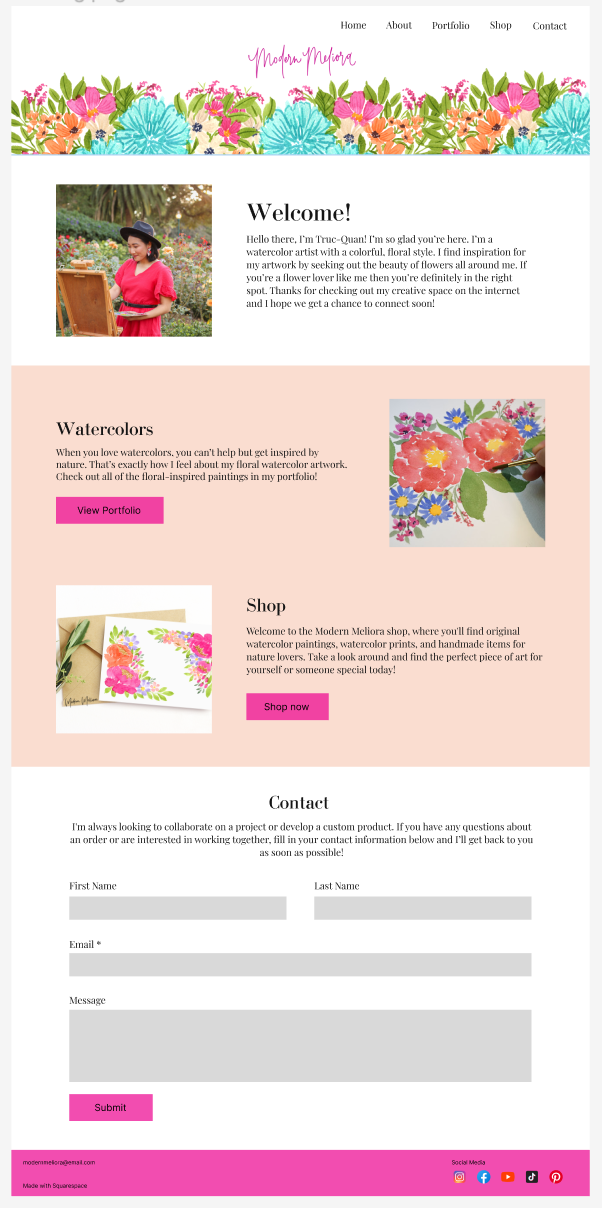 Home About Portfolio Shop Contact
Modern Meliora
Welcome!
Hello there, I'm Truc-Quan! I'm so glad you're here. I'm a
watercolor artist with a colorful, floral style. I find inspiration for
my artwork by seeking out the beauty of flowers all around me. If
you're a flower lover like me then you're definitely in the right
spot. Thanks for checking out my creative space on the internet
and I hope we get a chance to connect soon!
Watercolors
When you love watercolors, you can't help but get inspired by
nature. That's exactly how I feel about my floral watercolor artwork.
Check out all of the floral-inspired paintings in my portfolio!
View Portfolio
Modern Meliora
Shop
Welcome to the Modern Meliora shop, where you'll find original
watercolor paintings, watercolor prints, and handmade items for
nature lovers. Take a look around and find the perfect piece of art for
yourself or someone special today!
Shop now
Contact
I'm always looking to collaborate on a project or develop a custom product. If you have any questions about
an order or are interested in working together, fill in your contact information below and I'll get back to you
as soon as possible!
First Name Last Name
Email *
Message
Submit
modernmeliora@email.com
Social Media
Made with Squarespace